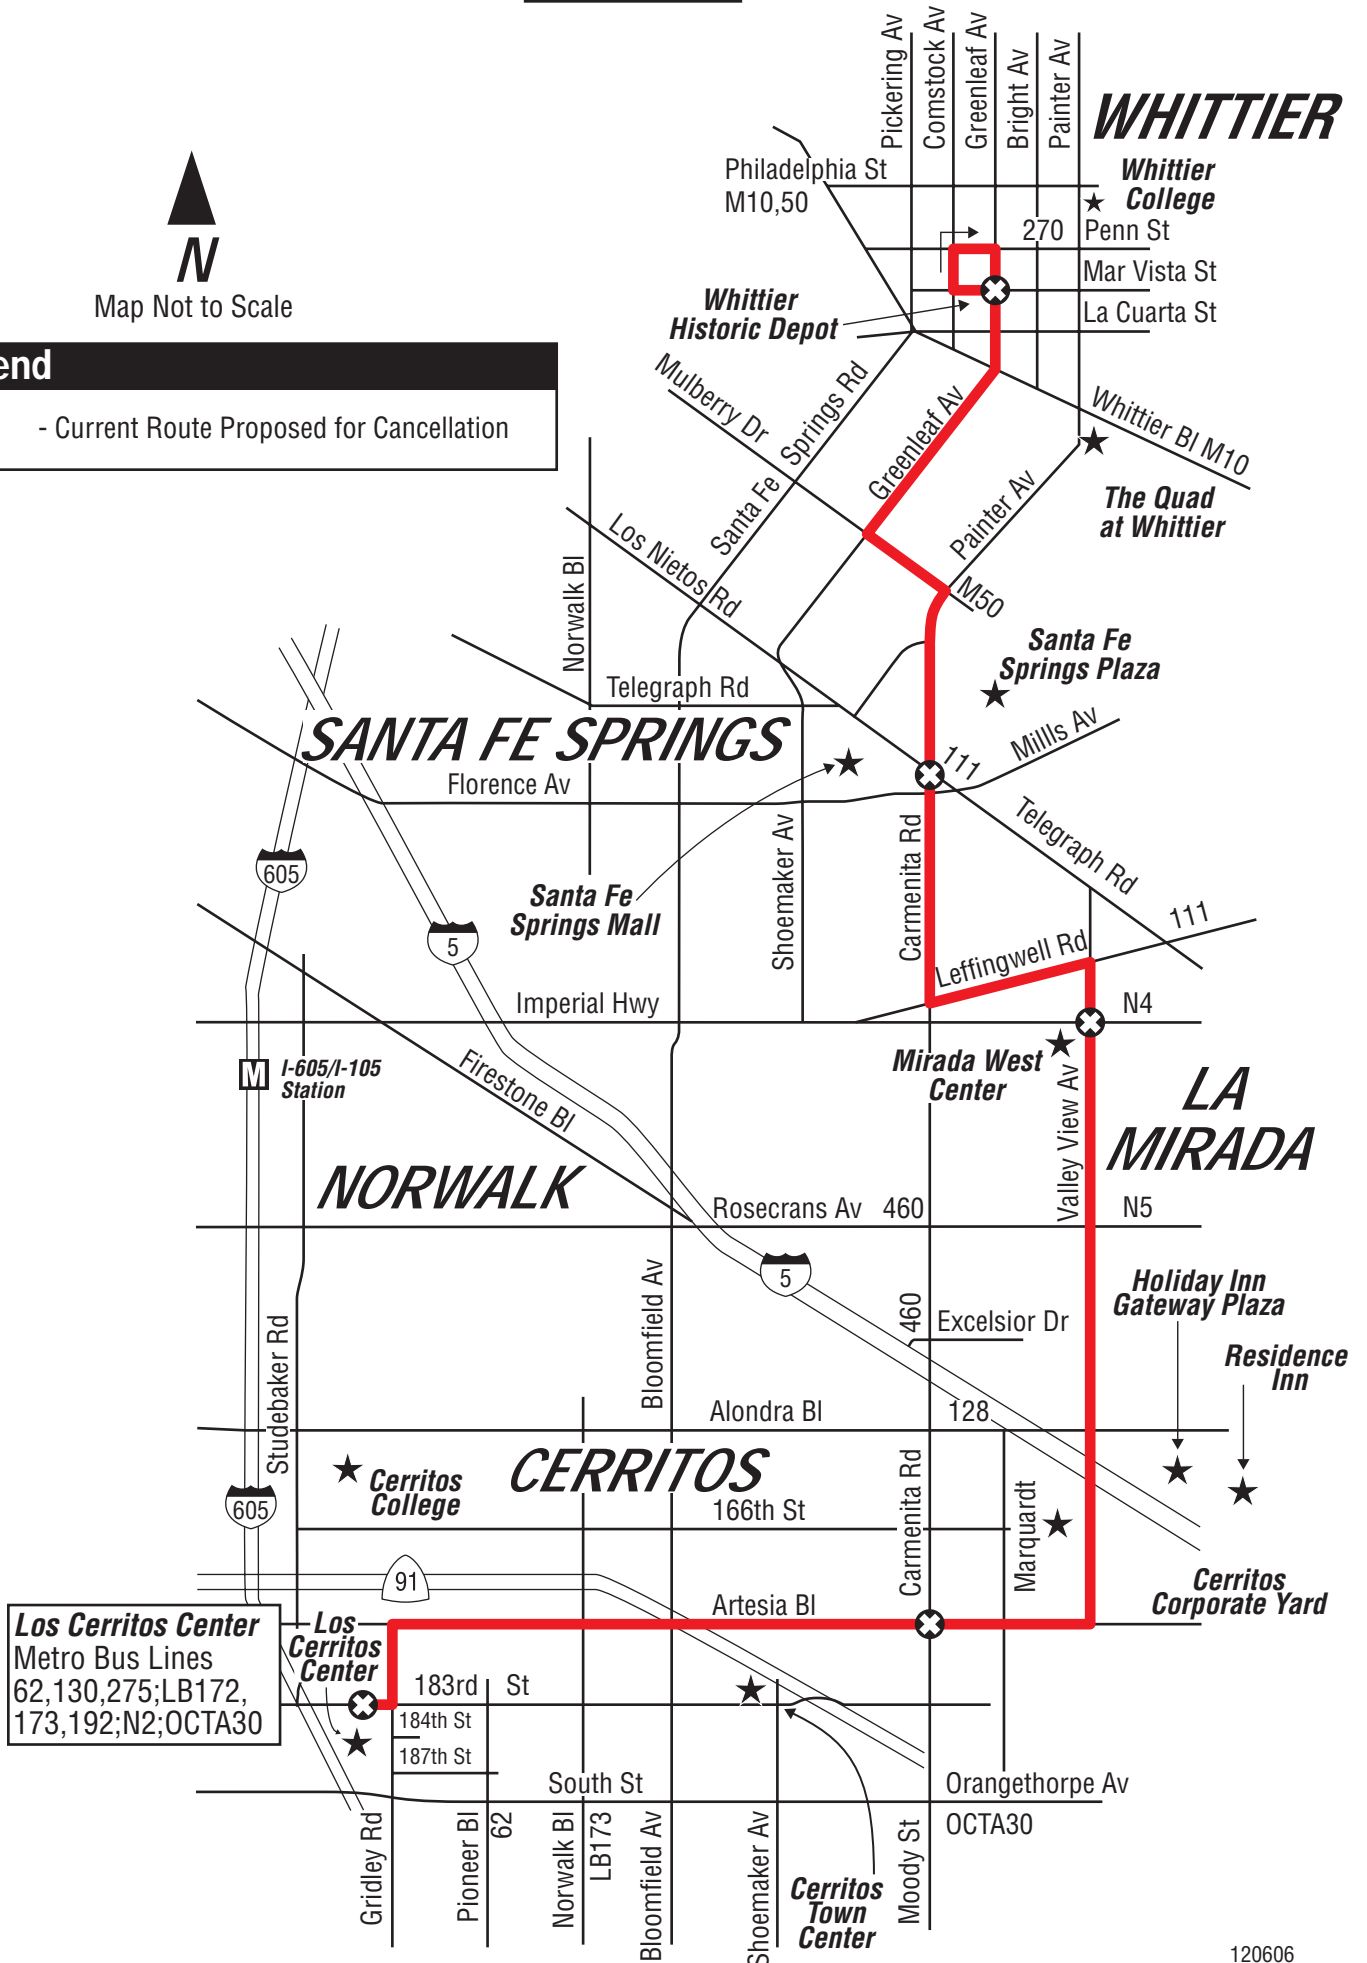 Pickering Av
Comstock Av
Greenleaf Av
Bright Av
Painter Av
WHITTIER
Philadelphia St
M10,50
Whittier
College
270
Penn St
Mar Vista St
La Cuarta St
N
Map Not to Scale
Whittier
Historic Depot
end
- Current Route Proposed for Cancellation
Mulberry Dr
Santa Fe Springs Rd
Greenleaf Av
Whittier Bl M10
Painter Av
The Quad
at Whittier
Los Nietos Rd
Norwalk Bl
M50
Santa Fe
Springs Plaza
Telegraph Rd
SANTA FE SPRINGS
Florence Av
111
Millls Av
Telegraph Rd
605
5
Santa Fe
Springs Mall
Shoemaker Av
Carmenita Rd
Leffingwell Rd
111
Imperial Hwy
N4
M
I-605/I-105
Station
Firestone Bl
Mirada West
Center
Valley View Av
LA
MIRADA
NORWALK
Rosecrans Av
460
N5
5
Bloomfield Av
460
Excelsior Dr
Holiday Inn
Gateway Plaza
Residence
Inn
Studebaker Rd
Alondra Bl
128
CERRITOS
Cerritos
College
605
166th St
Carmenita Rd
Marquardt
91
Artesia Bl
Cerritos
Corporate Yard
Los Cerritos Center
Metro Bus Lines
62,130,275;LB172,
173,192;N2;OCTA30
Los
Cerritos
Center
183rd St
184th St
187th St
South St
Orangethorpe Av
OCTA30
Gridley Rd
Pioneer Bl
62
Norwalk Bl
LB173
Bloomfield Av
Shoemaker Av
Cerritos
Town
Center
Moody St
120606